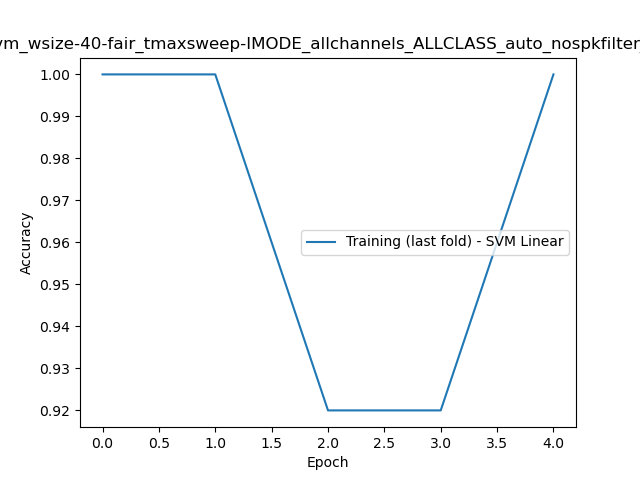 vm_wsize-40-fair_tmaxsweep-IMODE_allchannels_ALLCLASS_auto_nospkfilter_
1.00
0.99
0.98
0.97
0.96
0.95
0.94
0.93
0.92
Accuracy
Training (last fold) - SVM Linear
0.0 0.5 1.0 1.5 2.0 2.5 3.0 3.5 4.0
Epoch